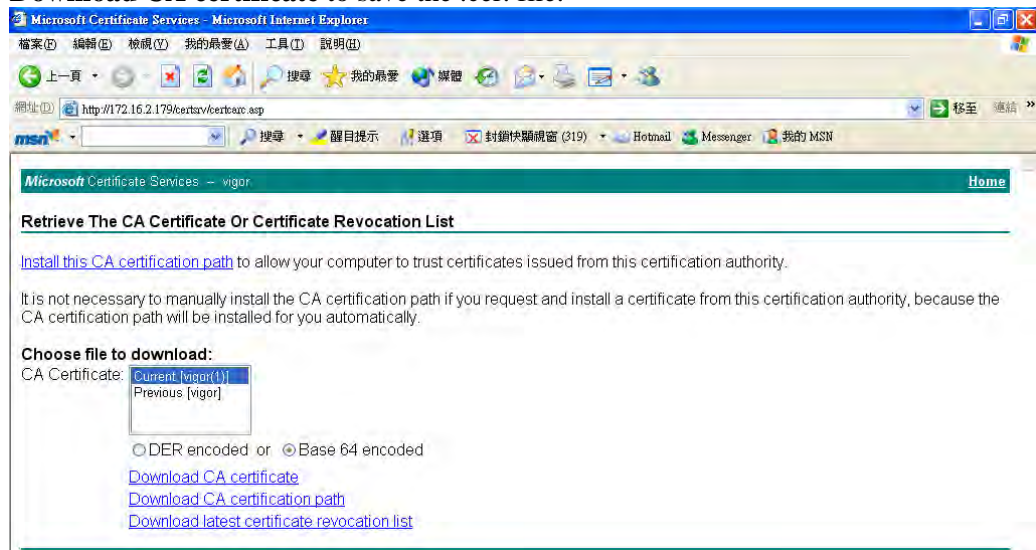 Download CA certificate to save the .cer. file.
Microsoft Certificate Services - Microsoft Internet Explorer
檔案(F) 編輯(E) 檢視(V) 我的最愛(A) 工具(T) 說明(H)
上一頁 搜尋 我的最愛 媒體
網址(D) http://172.16.2.179/certsrv/certcarc.asp 移至 連結 »
msn 搜尋 醒目提示 選項 封鎖快顯視窗 (319) Hotmail Messenger 我的 MSN
Microsoft Certificate Services -- vigor Home
Retrieve The CA Certificate Or Certificate Revocation List
Install this CA certification path to allow your computer to trust certificates issued from this certification authority.
It is not necessary to manually install the CA certification path if you request and install a certificate from this certification authority, because the
CA certification path will be installed for you automatically.
Choose file to download:
CA Certificate: Current [vigor(1)]
Previous [vigor]
DER encoded or Base 64 encoded
Download CA certificate
Download CA certification path
Download latest certificate revocation list